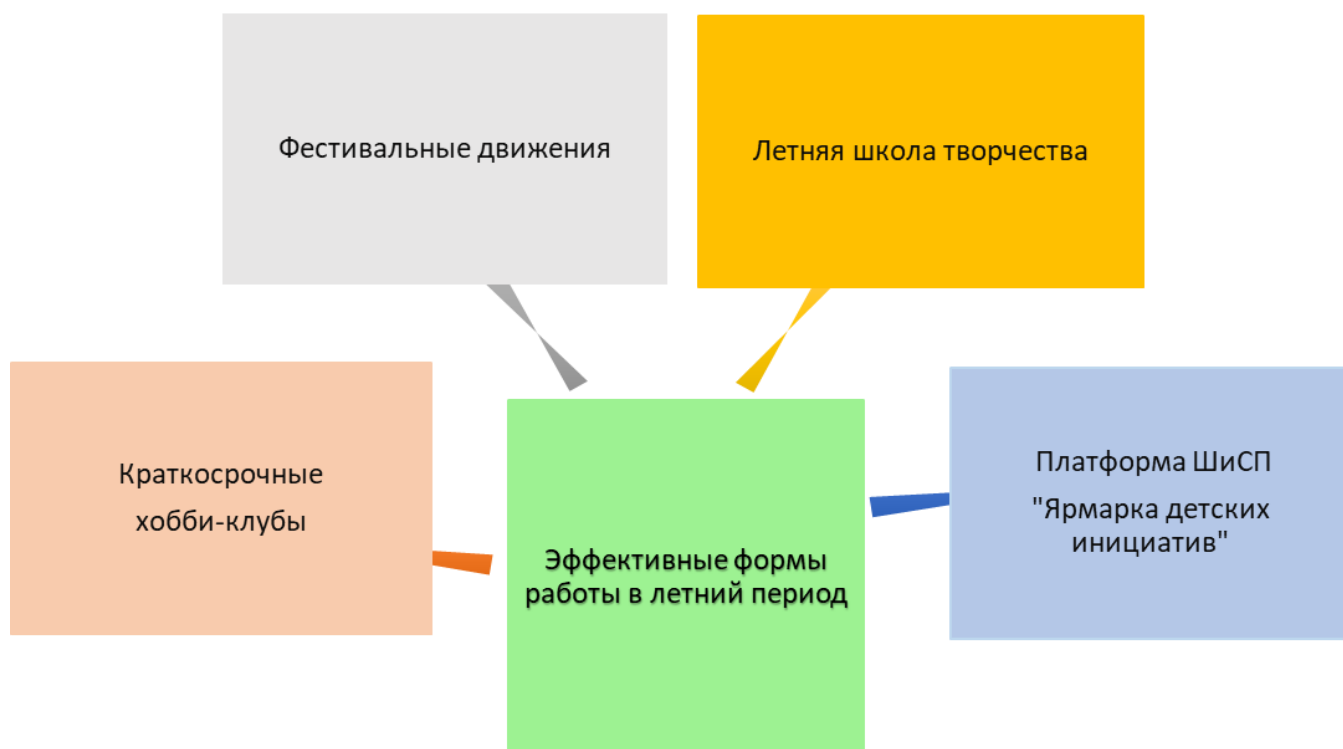 Фестивальные движения
Летняя школа творчества
Краткосрочные
хобби-клубы
Эффективные формы
работы в летний период
Платформа ШиСП
"Ярмарка детских
инициатив"